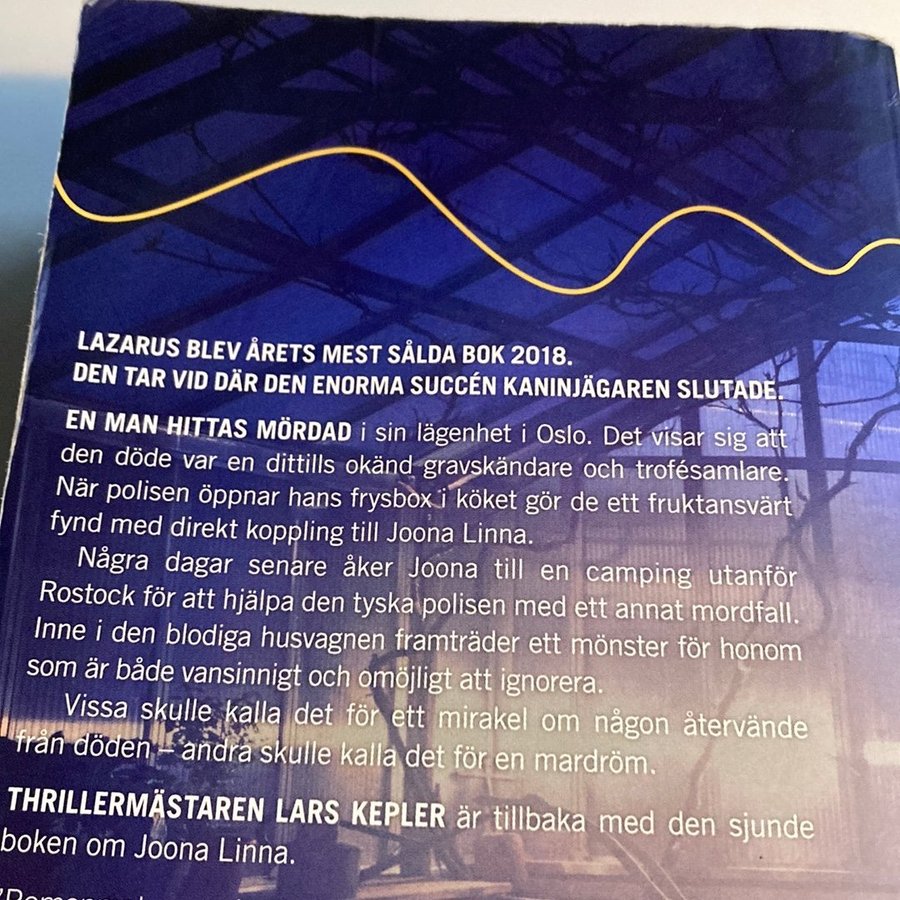 LAZARUS BLEV ÅRETS MEST SÅLDA BOK 2018.
DEN TAR VID DÄR DEN ENORMA SUCCÉN KANINJÄGAREN SLUTADE.
EN MAN HITTAS MÖRDAD i sin lägenhet i Oslo. Det visar sig att
den döde var en dittills okänd gravskändare och trofésamlare.
När polisen öppnar hans frysbox i köket gör de ett fruktansvärt
fynd med direkt koppling till Joona Linna.
Några dagar senare åker Joona till en camping utanför
Rostock för att hjälpa den tyska polisen med ett annat mordfall.
Inne i den blodiga husvagnen framträder ett mönster för honom
som är både vansinnigt och omöjligt att ignorera.
Vissa skulle kalla det för ett mirakel om någon återvände
från döden – andra skulle kalla det för en mardröm.
THRILLERMÄSTAREN LARS KEPLER är tillbaka med den sjunde
boken om Joona Linna.